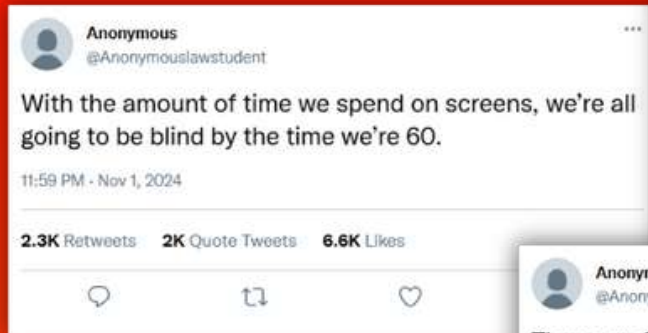 Anonymous
@Anonymouslawstudent
With the amount of time we spend on screens, we’re all
going to be blind by the time we’re 60.
11:59 PM · Nov 1, 2024
2.3K Retweets 2K Quote Tweets 6.6K Likes